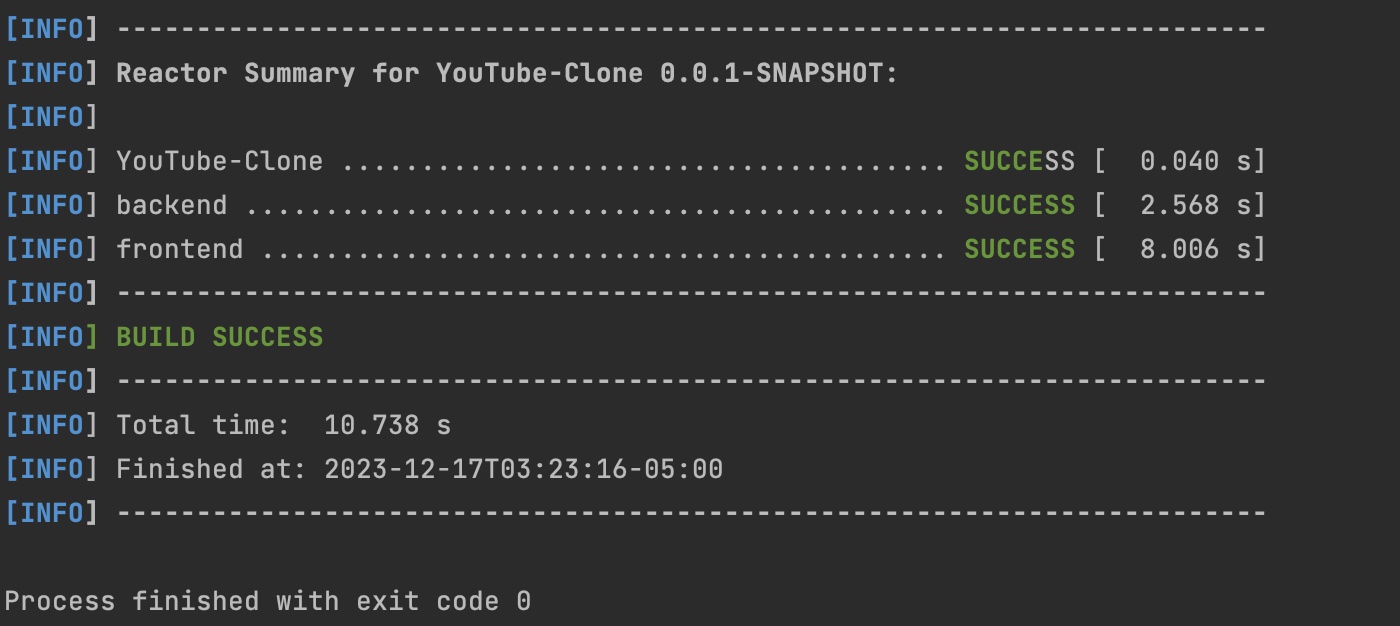 [INFO] ------------------------------------------------------------------------
[INFO] Reactor Summary for YouTube-Clone 0.0.1-SNAPSHOT:
[INFO]
[INFO] YouTube-Clone ...................................... SUCCESS [  0.040 s]
[INFO] backend ............................................ SUCCESS [  2.568 s]
[INFO] frontend ........................................... SUCCESS [  8.006 s]
[INFO] ------------------------------------------------------------------------
[INFO] BUILD SUCCESS
[INFO] ------------------------------------------------------------------------
[INFO] Total time:  10.738 s
[INFO] Finished at: 2023-12-17T03:23:16-05:00
[INFO] ------------------------------------------------------------------------
Process finished with exit code 0